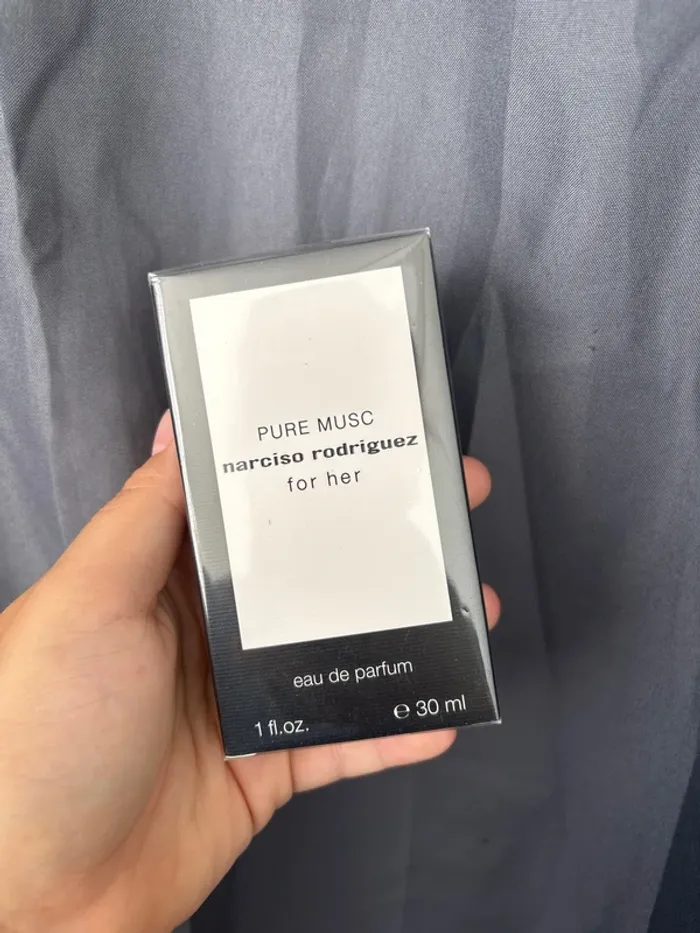 PURE MUSC
narciso rodriguez
for her
eau de parfum
1 fl.oz. ℮ 30 ml